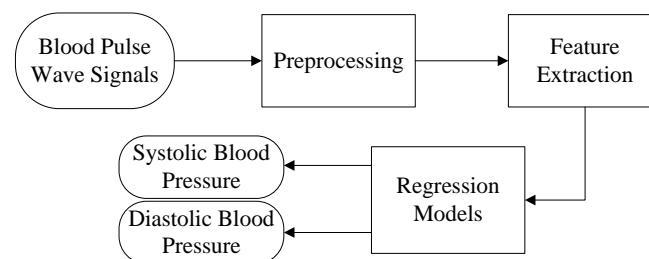 Blood Pulse
Wave Signals
Preprocessing
Feature
Extraction
Systolic Blood
Pressure
Regression
Models
Diastolic Blood
Pressure